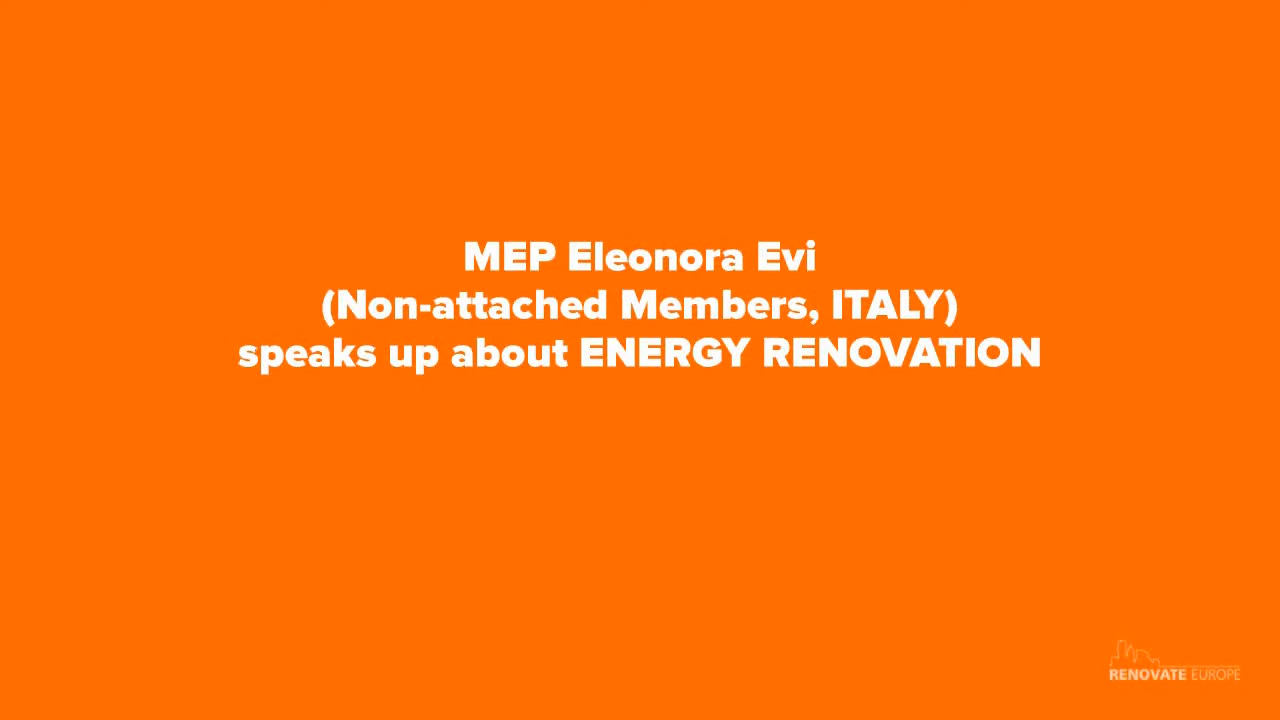 MEP Eleonora Evi
(Non-attached Members, ITALY)
speaks up about ENERGY RENOVATION
RENOVATE EUROPE